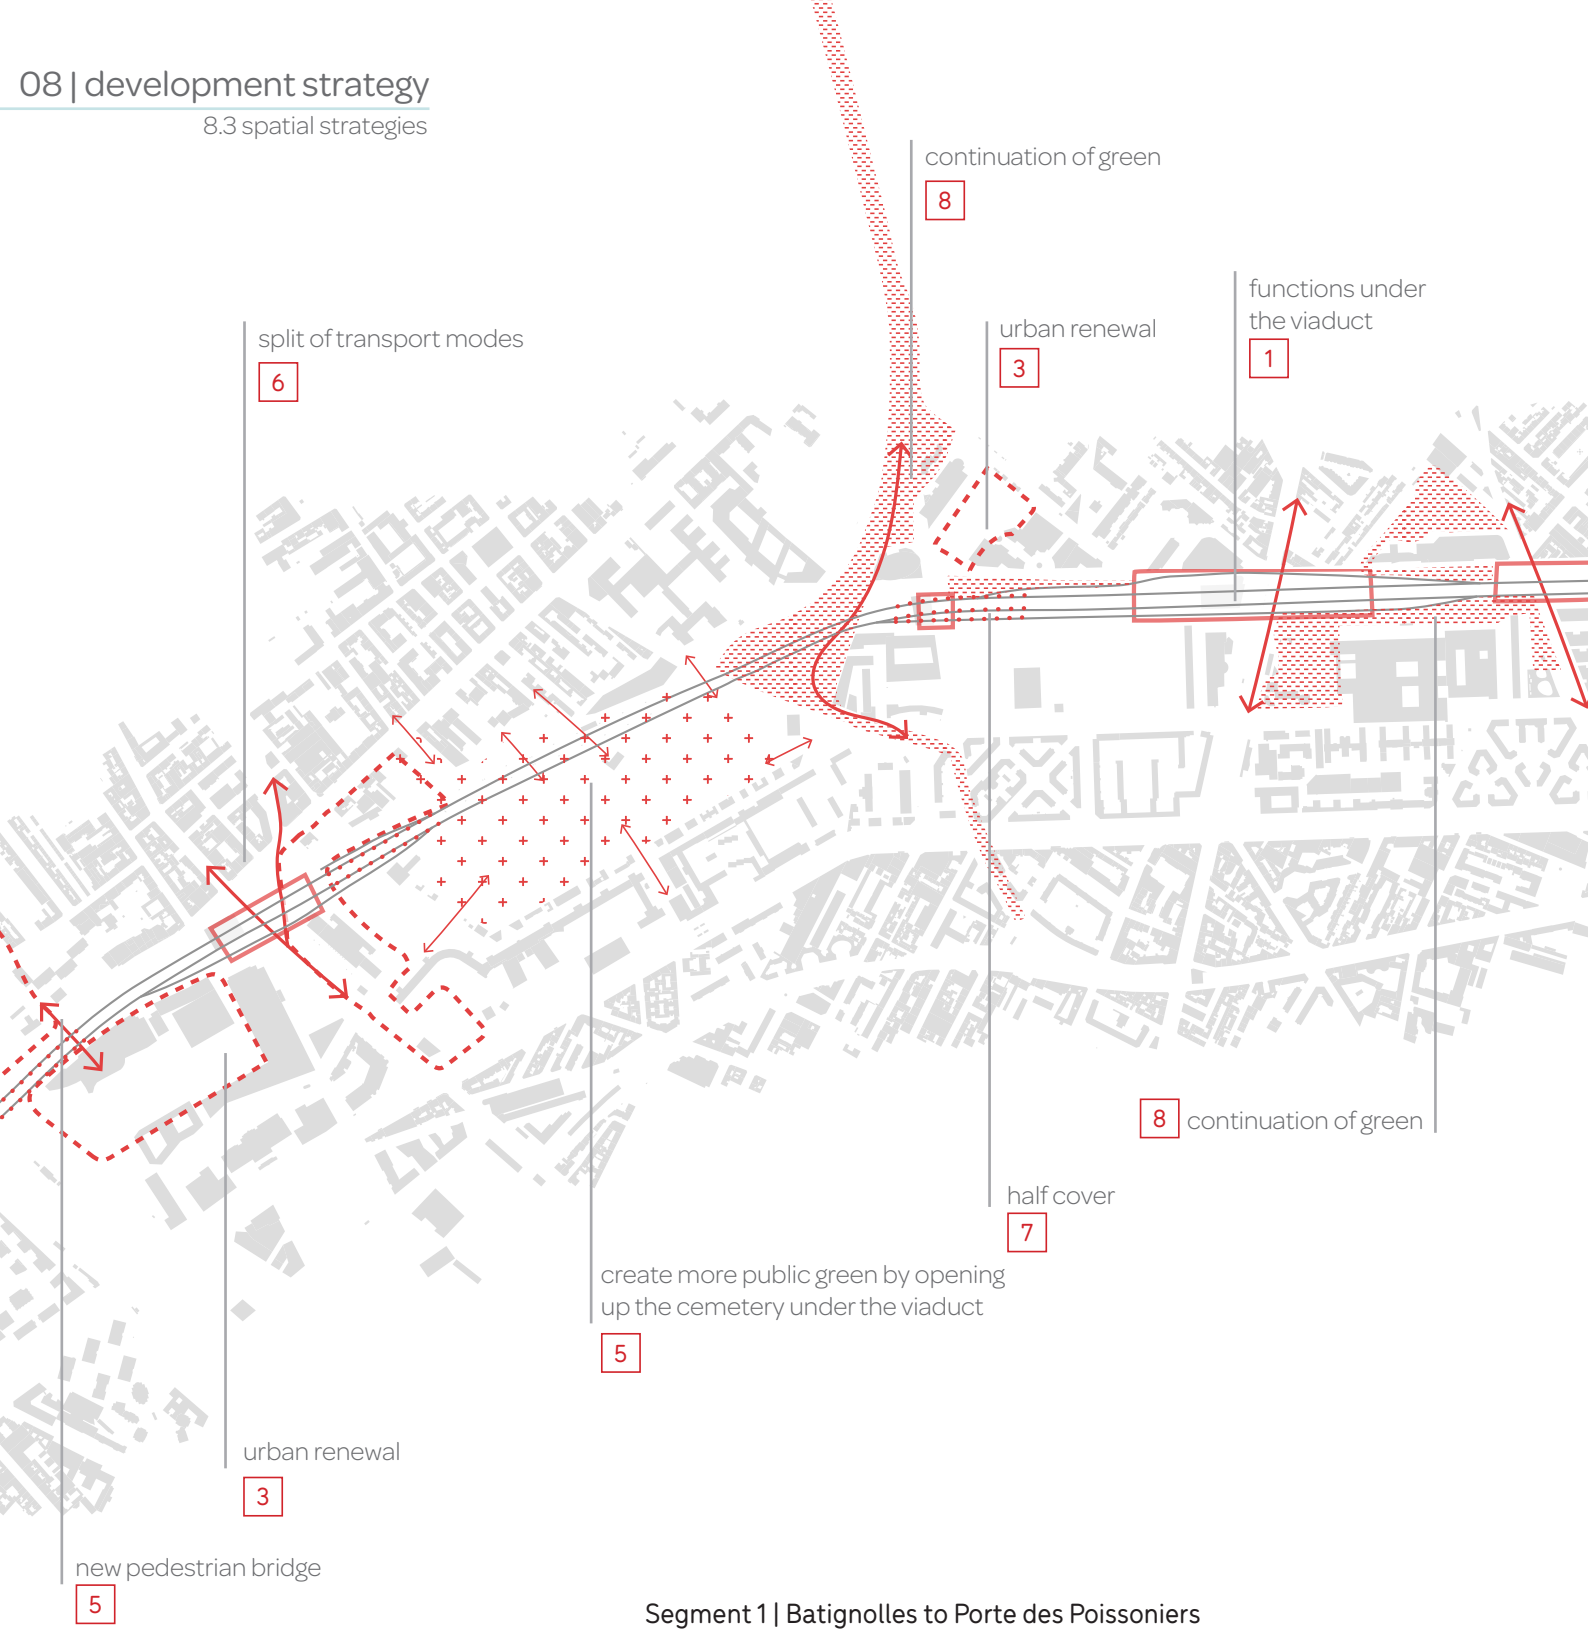 08 | development strategy
8.3 spatial strategies
continuation of green
8
functions under
the viaduct
1
urban renewal
3
split of transport modes
6
8 continuation of green
half cover
7
create more public green by opening
up the cemetery under the viaduct
5
urban renewal
3
new pedestrian bridge
5
Segment 1 | Batignolles to Porte des Poissoniers